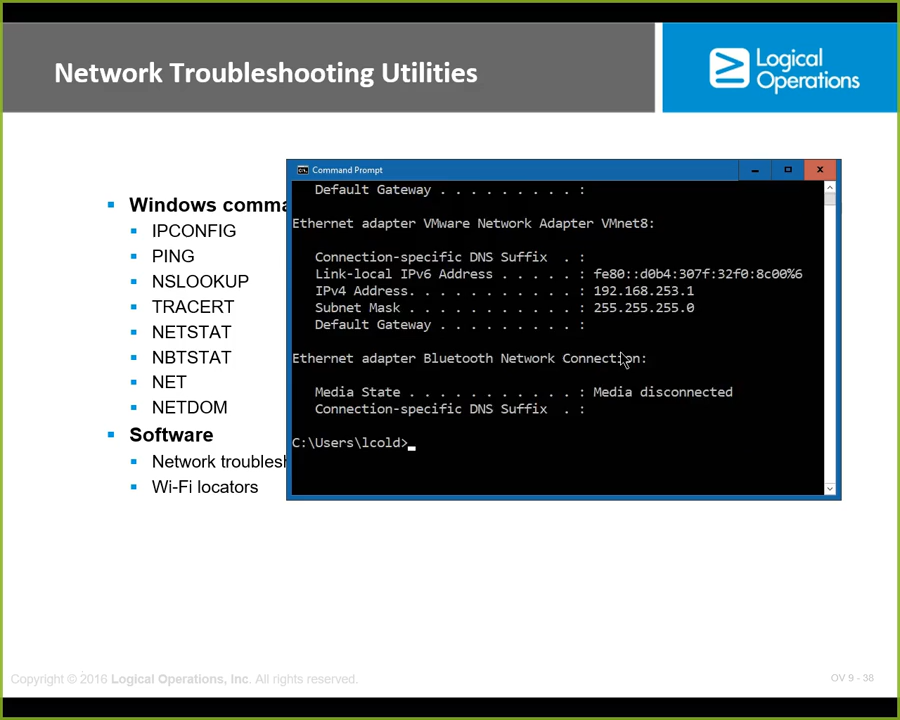 Network Troubleshooting Utilities
Logical
Operations
Windows comma
IPCONFIG
PING
NSLOOKUP
TRACERT
NETSTAT
NBTSTAT
NET
NETDOM
Software
Network troublesh
Wi-Fi locators
Command Prompt
Default Gateway . . . . . . . . . :
Ethernet adapter VMware Network Adapter VMnet8:
Connection-specific DNS Suffix  . :
Link-local IPv6 Address . . . . . : fe80::d0b4:307f:32f0:8c00%6
IPv4 Address. . . . . . . . . . . : 192.168.253.1
Subnet Mask . . . . . . . . . . . : 255.255.255.0
Default Gateway . . . . . . . . . :
Ethernet adapter Bluetooth Network Connection:
Media State . . . . . . . . . . . : Media disconnected
Connection-specific DNS Suffix  . :
C:\Users\lcold>
Copyright © 2016 Logical Operations, Inc. All rights reserved.
OV 9 - 38